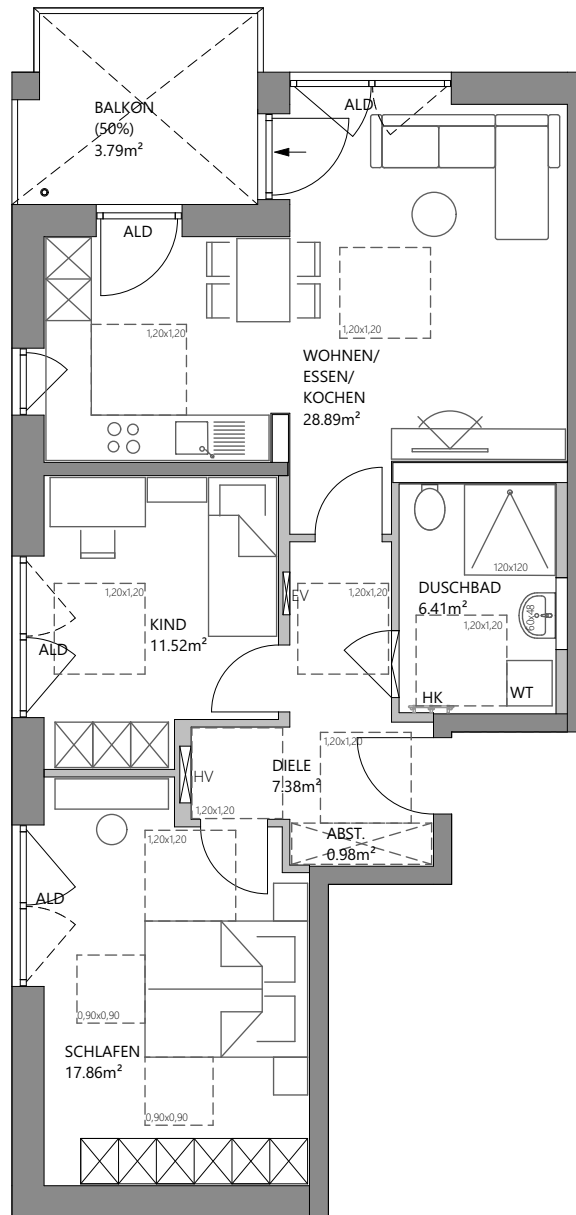 BALKON
(50%)
3.79m²
ALD
ALD
1,20x1,20
1,20x1,20
WOHNEN/
ESSEN/
KOCHEN
28.89m²
120x120
DUSCHBAD
6.41m²
60x48
1,20x1,20
HK
WT
EV
1,20x1,20
1,20x1,20
KIND
11.52m²
ALD
1,20x1,20
DIELE
7.38m²
HV
1,20x1,20
ABST.
0.98m²
1,20x1,20
ALD
0,90x0,90
SCHLAFEN
17.86m²
0,90x0,90